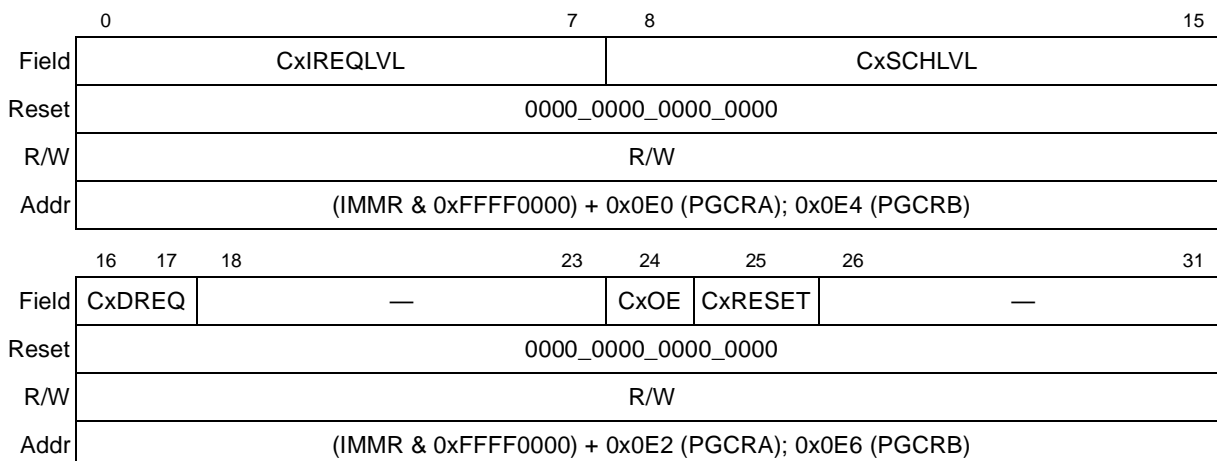 0 7 8 15
Field CxIREQLVL CxSCHLVL
Reset 0000_0000_0000_0000
R/W R/W
Addr (IMMR & 0xFFFF0000) + 0x0E0 (PGCRA); 0x0E4 (PGCRB)
16 17 18 23 24 25 26 31
Field CxDREQ — CxOE CxRESET —
Reset 0000_0000_0000_0000
R/W R/W
Addr (IMMR & 0xFFFF0000) + 0x0E2 (PGCRA); 0x0E6 (PGCRB)